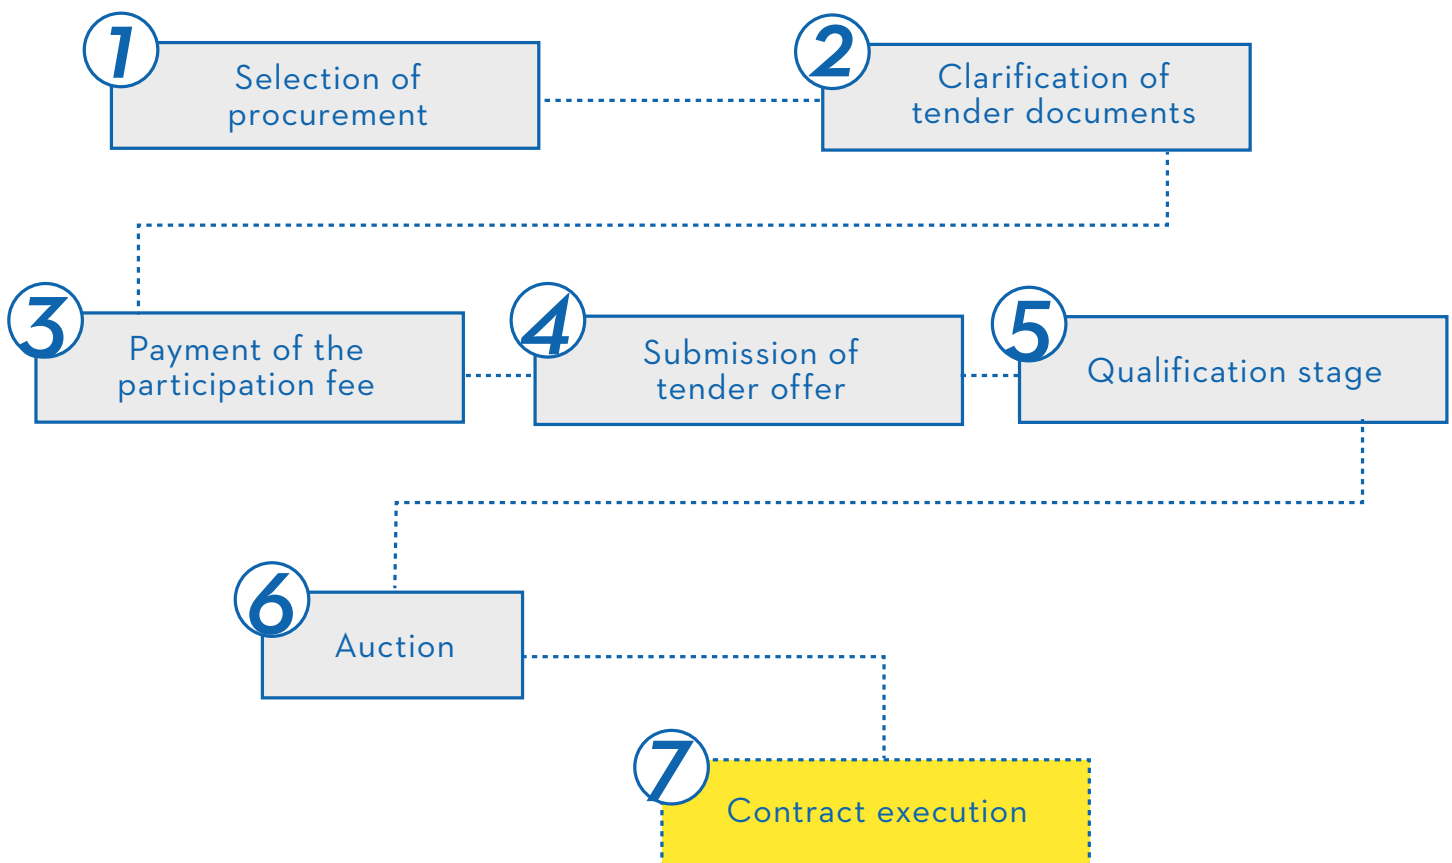 1
Selection of
procurement
2
Clarification of
tender documents
3
Payment of the
participation fee
4
Submission of
tender offer
5
Qualification stage
6
Auction
7
Contract execution